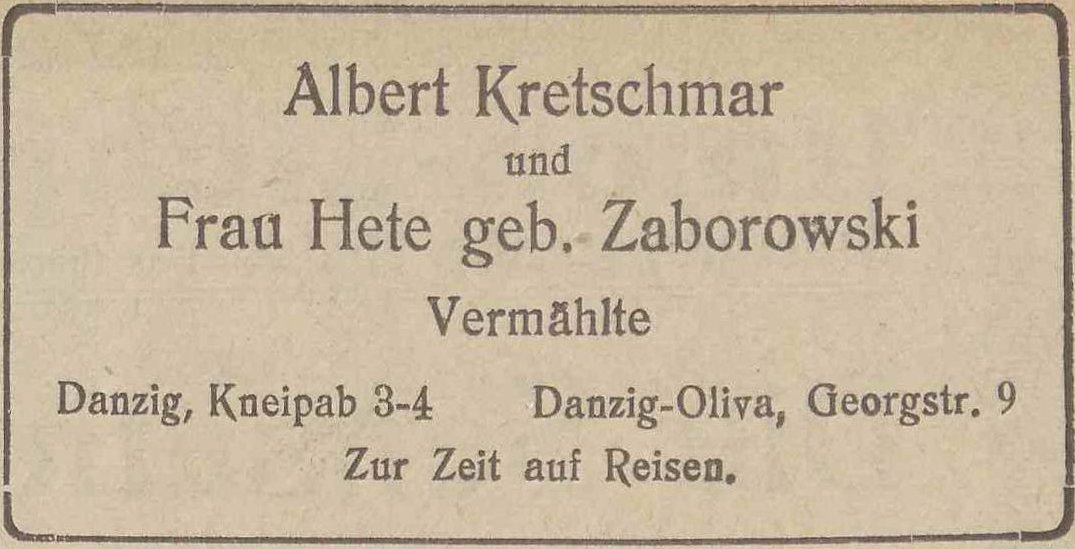 Albert Kretschmar
und
Frau Hete geb. Zaborowski
Vermählte
Danzig, Kneipab 3-4 Danzig-Oliva, Georgstr. 9
Zur Zeit auf Reisen.